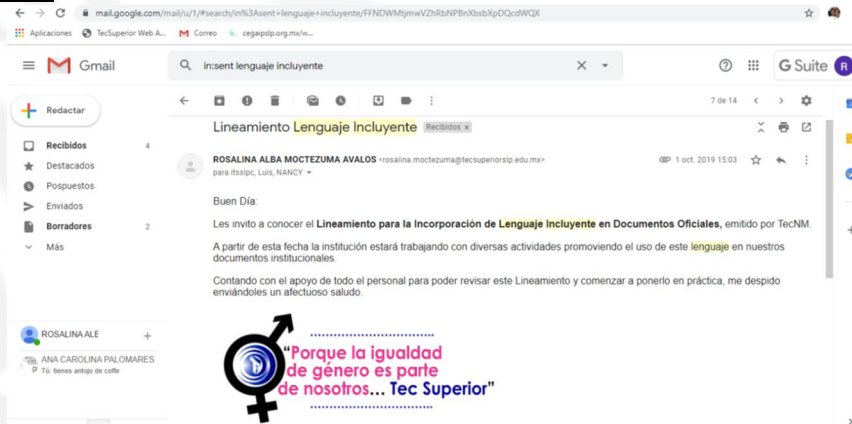 mail.google.com/mail/u/1/#search/in%3Asent+lenguaje+incluyente/FFNDWMtjmwVZhRbNPBnXbsbXpDQcdWQX
Aplicaciones TecSuperior Web A... Correo cegaipslp.org.mx/w...
Gmail in:sent lenguaje incluyente G Suite R
Redactar 7 de 14
Lineamiento Lenguaje Incluyente Recibidos x
Recibidos 4
Destacados
Pospuestos
Enviados
Borradores 2
Más
ROSALINA ALBA MOCTEZUMA AVALOS <rosalina.moctezuma@tecsuperiorslp.edu.mx> 1 oct. 2019 15:03
para itsslpc, Luis, NANCY
Buen Día:
Les invito a conocer el Lineamiento para la Incorporación de Lenguaje Incluyente en Documentos Oficiales, emitido por TecNM.
A partir de esta fecha la institución estará trabajando con diversas actividades promoviendo el uso de este lenguaje en nuestros
documentos institucionales.
Contando con el apoyo de todo el personal para poder revisar este Lineamiento y comenzar a ponerlo en práctica, me despido
enviándoles un afectuoso saludo.
ROSALINA ALE
ANA CAROLINA PALOMARES
Tú: tienes antojo de coffe
“Porque la igualdad
de género es parte
de nosotros... Tec Superior”